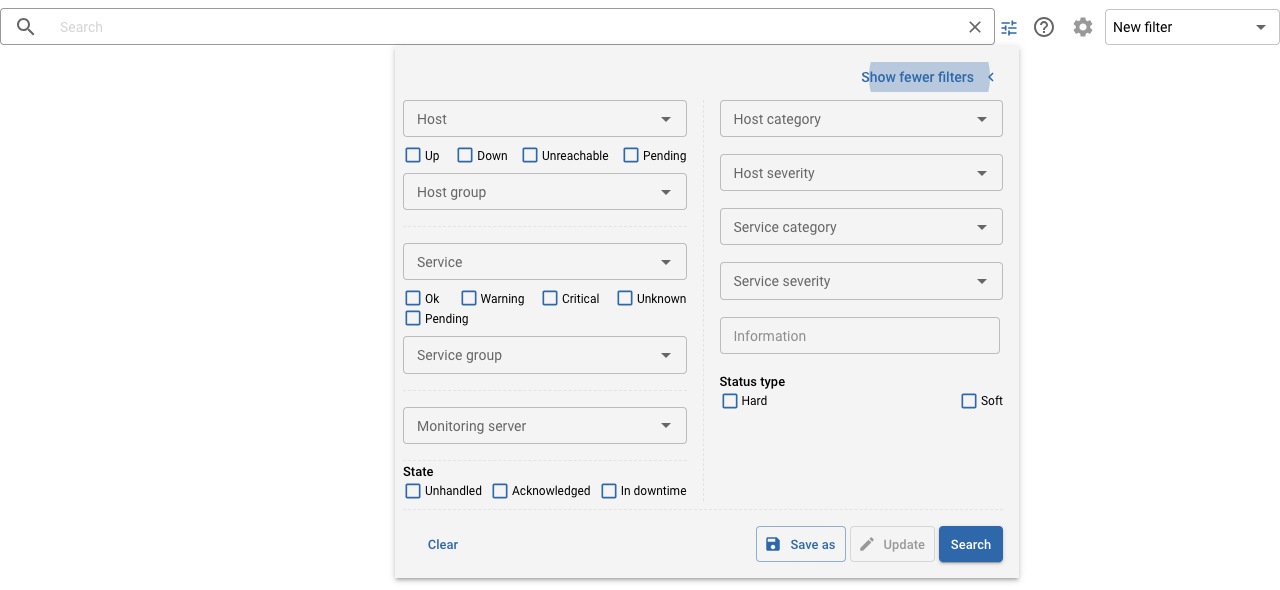 Search
New filter
Show fewer filters
Host
Up Down Unreachable Pending
Host group
Service
Ok Warning Critical Unknown
Pending
Service group
Monitoring server
State
Unhandled Acknowledged In downtime
Host category
Host severity
Service category
Service severity
Information
Status type
Hard Soft
Clear Save as Update Search